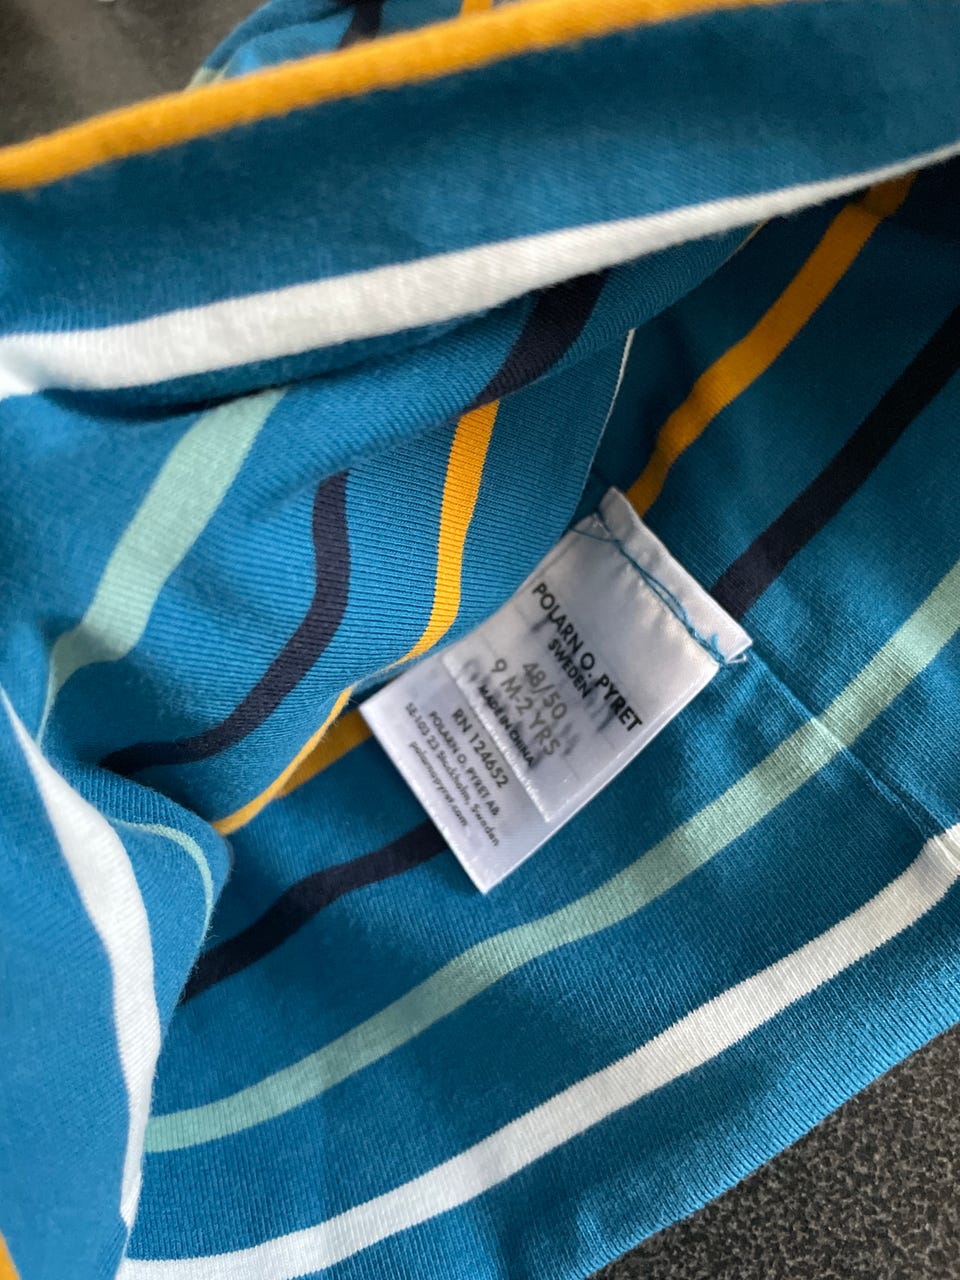 POLARN O. PYRET
SWEDEN
48/50
9 M-2 YRS
MADE IN CHINA
RN 124652
POLARN O. PYRET AB
SE-103 23 Stockholm, Sweden
polarnopyret.com